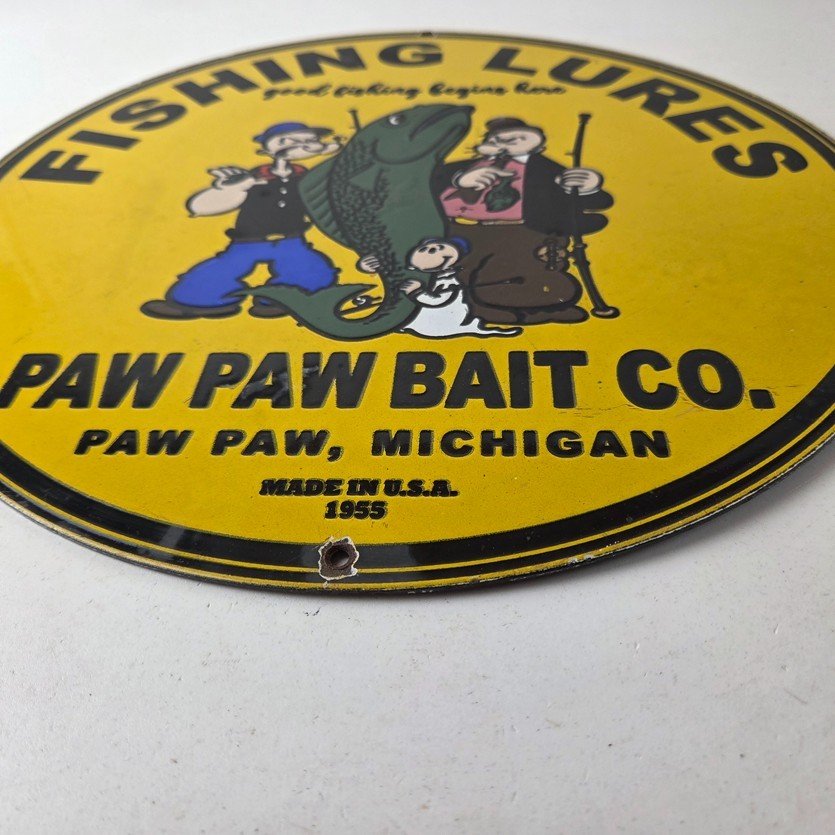 FISHING LURES
good fishing begins here
PAW PAW BAIT CO.
PAW PAW, MICHIGAN
MADE IN U.S.A.
1955